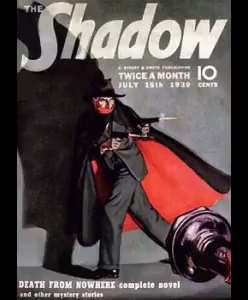 THE
Shadow
A STREET & SMITH PUBLICATION
TWICE A MONTH
JULY 15th 1939
10
CENTS
DEATH FROM NOWHERE complete novel
and other mystery stories